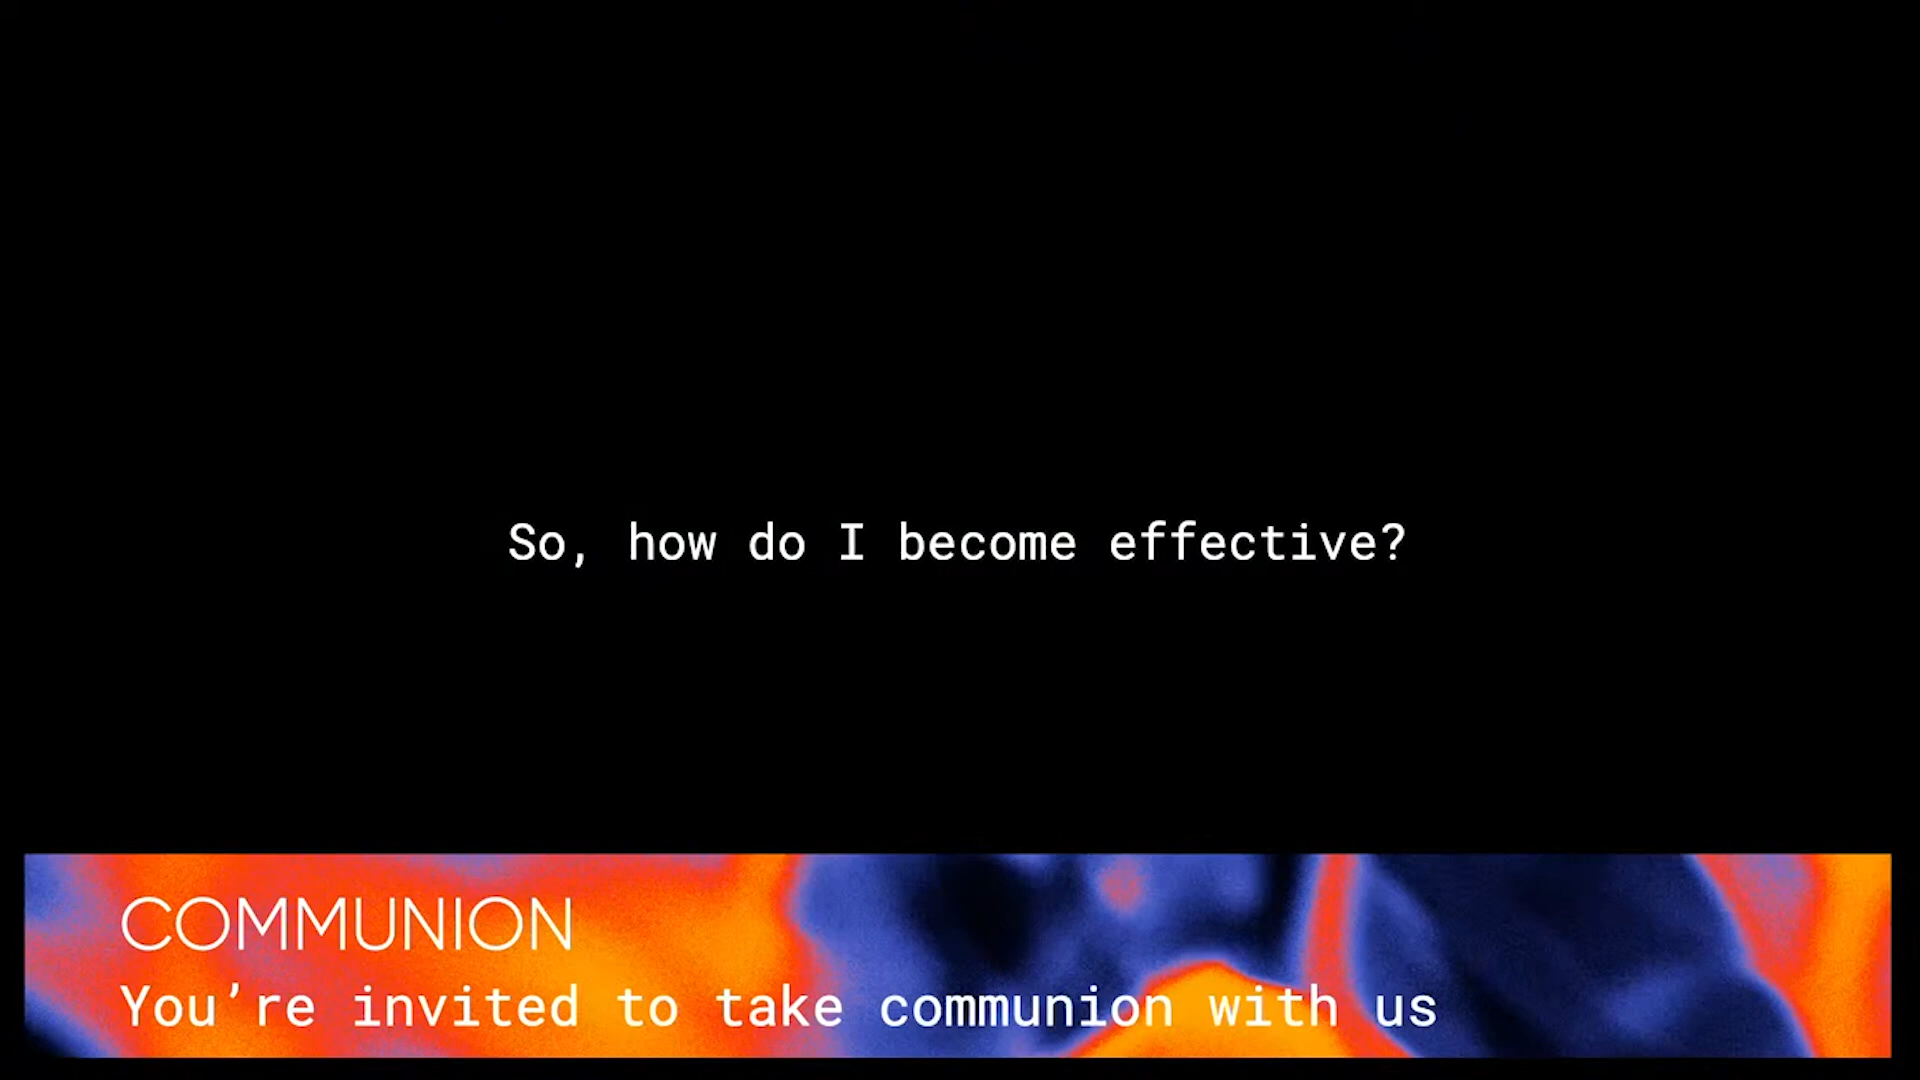 So, how do I become effective?
COMMUNION
You’re invited to take communion with us